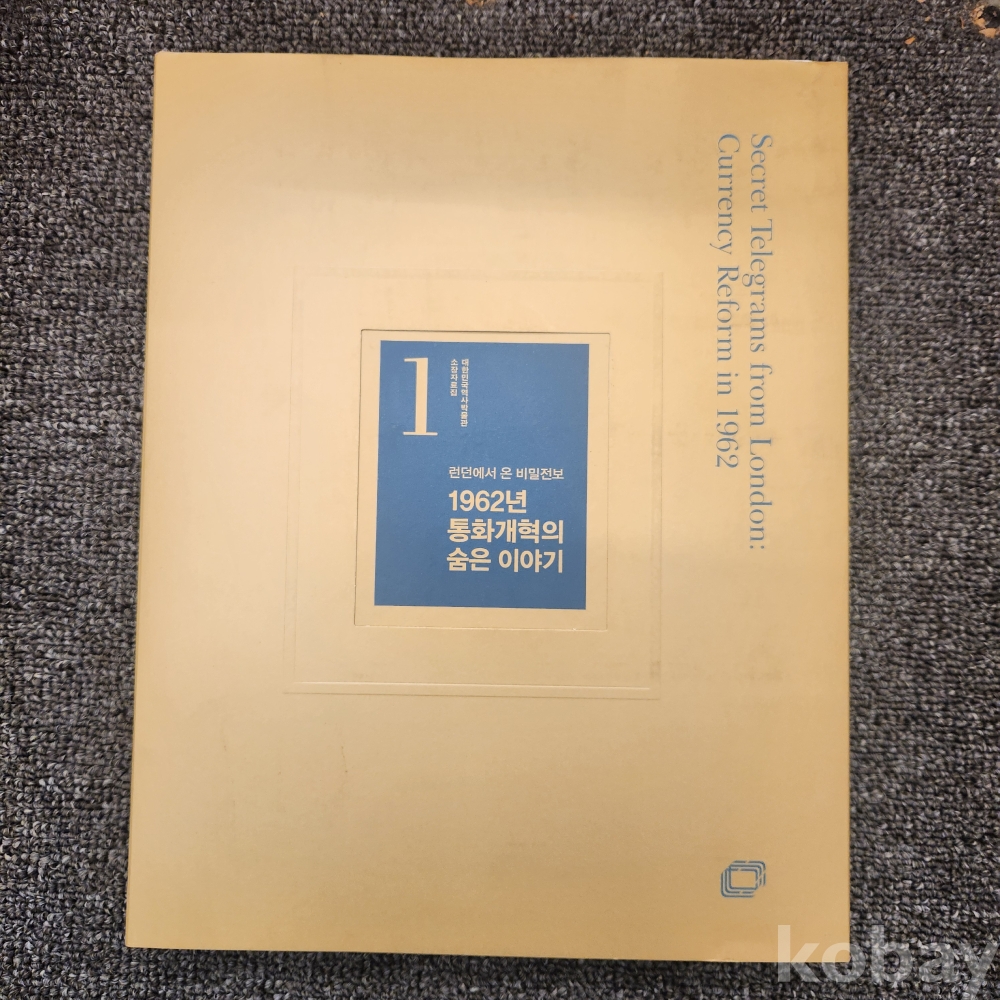 Secret Telegrams from London:
Currency Reform in 1962
1
대한민국역사박물관
소장자료집
런던에서 온 비밀전보
1962년
통화개혁의
숨은 이야기
kobay